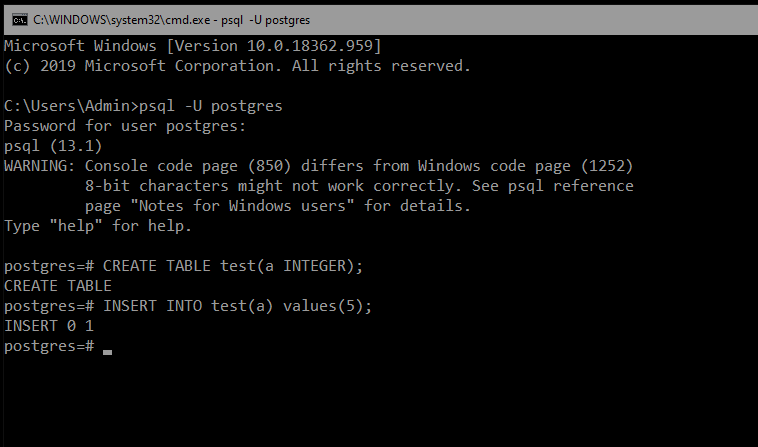 C:\WINDOWS\system32\cmd.exe - psql -U postgres
Microsoft Windows [Version 10.0.18362.959]
(c) 2019 Microsoft Corporation. All rights reserved.
C:\Users\Admin>psql -U postgres
Password for user postgres:
psql (13.1)
WARNING: Console code page (850) differs from Windows code page (1252)
         8-bit characters might not work correctly. See psql reference
         page "Notes for Windows users" for details.
Type "help" for help.
postgres=# CREATE TABLE test(a INTEGER);
CREATE TABLE
postgres=# INSERT INTO test(a) values(5);
INSERT 0 1
postgres=#